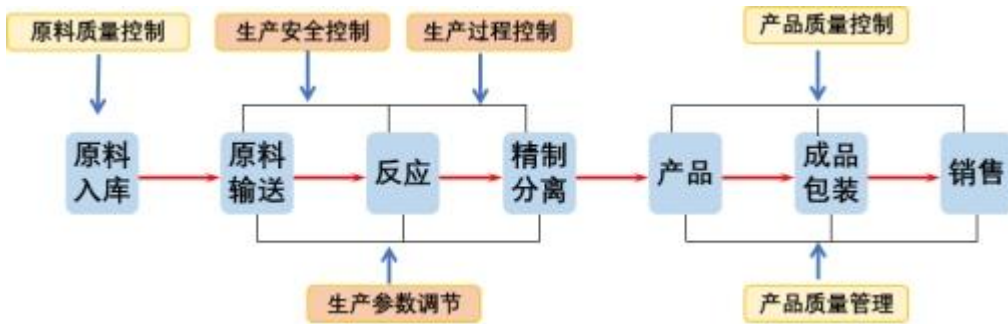 原料质量控制
生产安全控制
生产过程控制
产品质量控制
原料
入库
原料
输送
反应
精制
分离
产品
成品
包装
销售
生产参数调节
产品质量管理